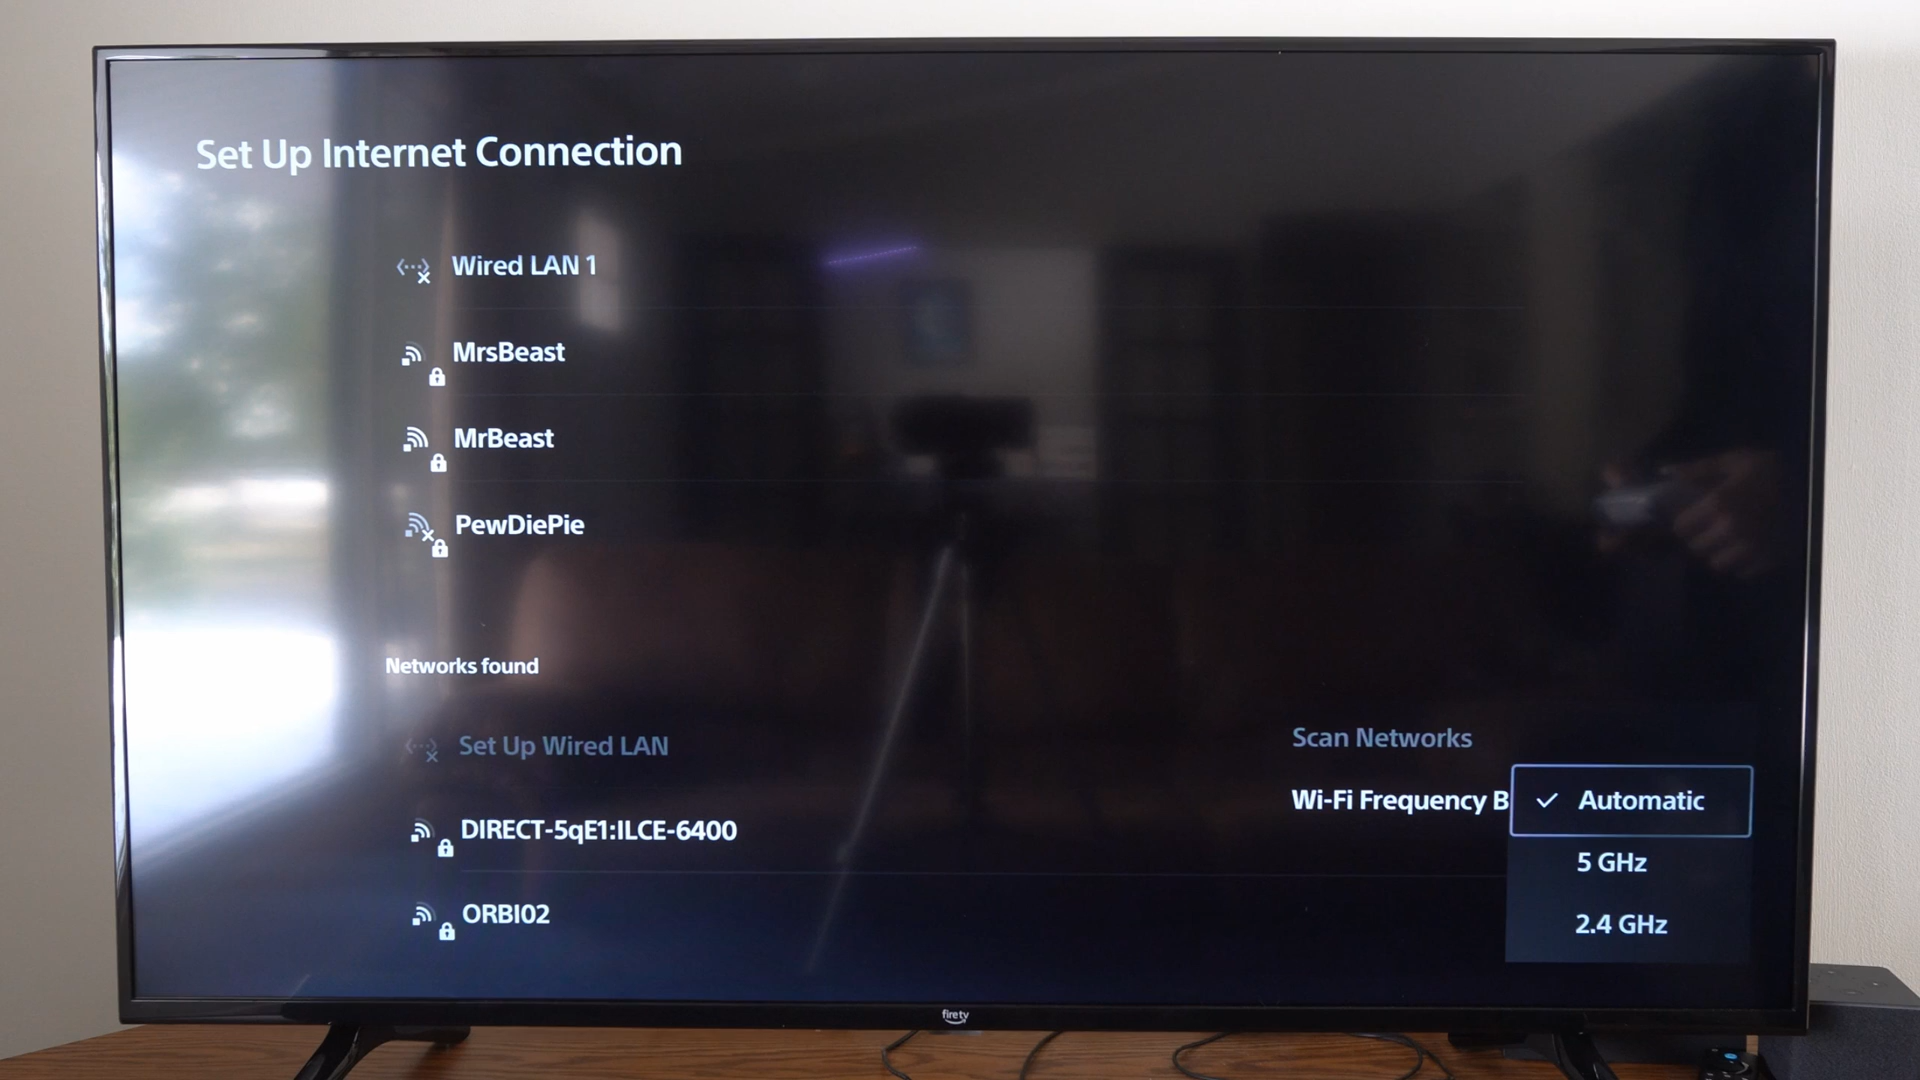 Set Up Internet Connection
Wired LAN 1
MrsBeast
MrBeast
PewDiePie
Networks found
Set Up Wired LAN
DIRECT-5qE1:ILCE-6400
ORBI02
Scan Networks
Wi-Fi Frequency B
Automatic
5 GHz
2.4 GHz
firetv